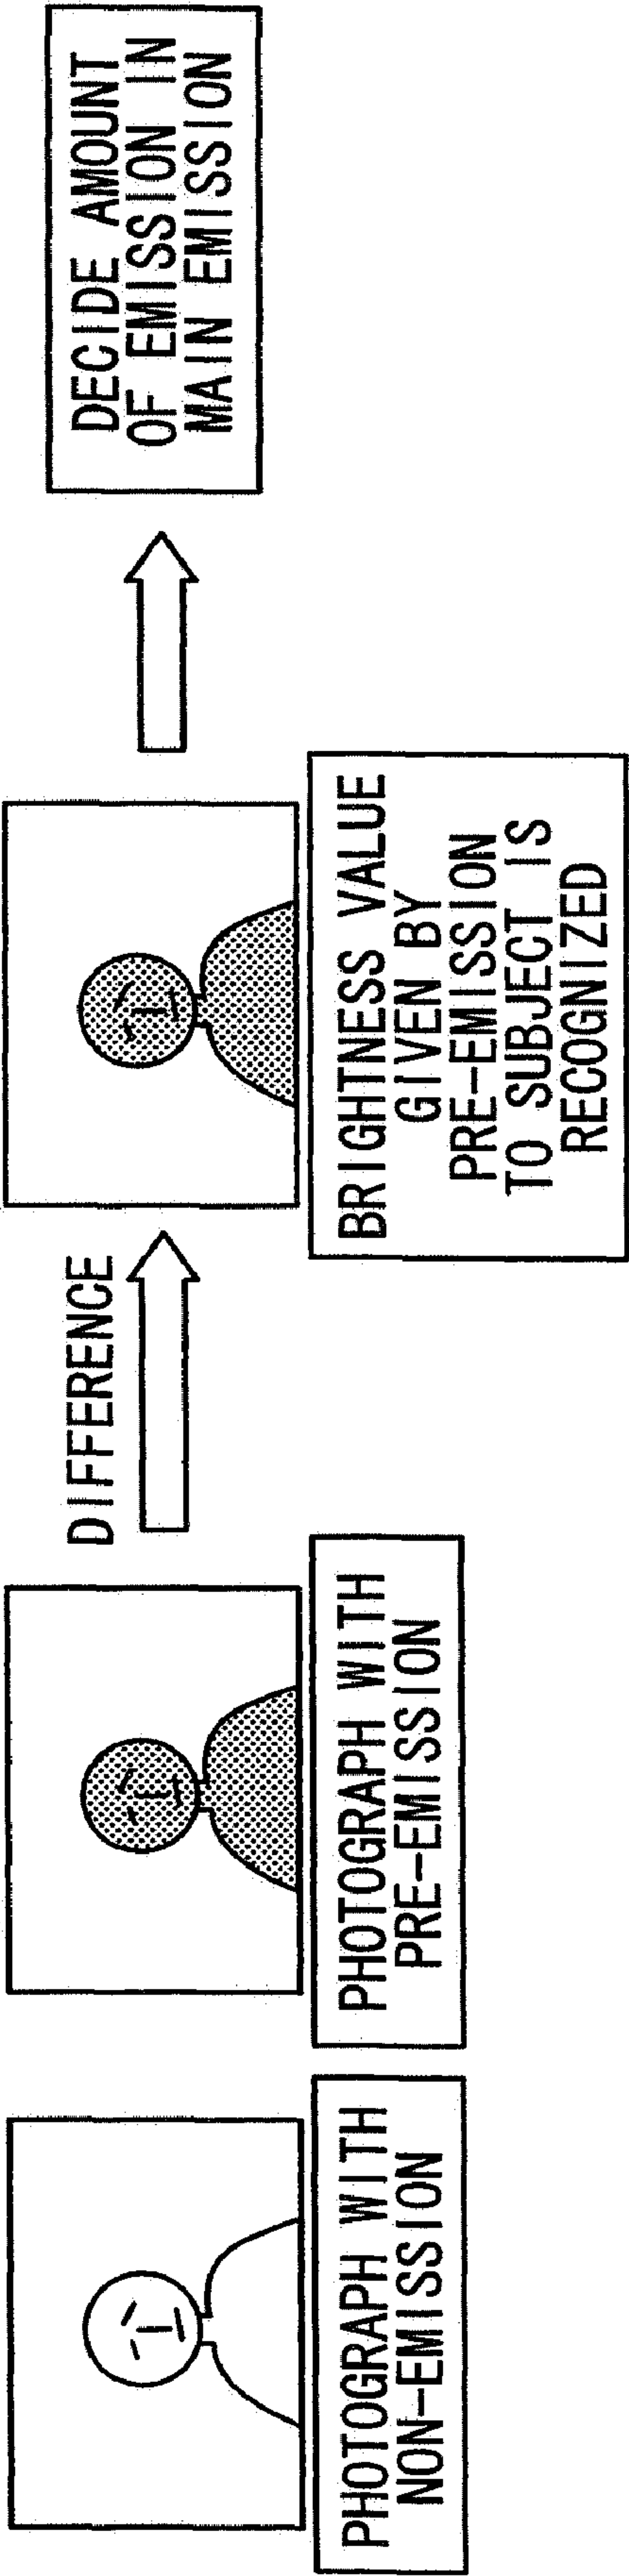 PHOTOGRAPH WITH
NON-EMISSION
PHOTOGRAPH WITH
PRE-EMISSION
DIFFERENCE
BRIGHTNESS VALUE
GIVEN BY
PRE-EMISSION
TO SUBJECT IS
RECOGNIZED
DECIDE AMOUNT
OF EMISSION IN
MAIN EMISSION